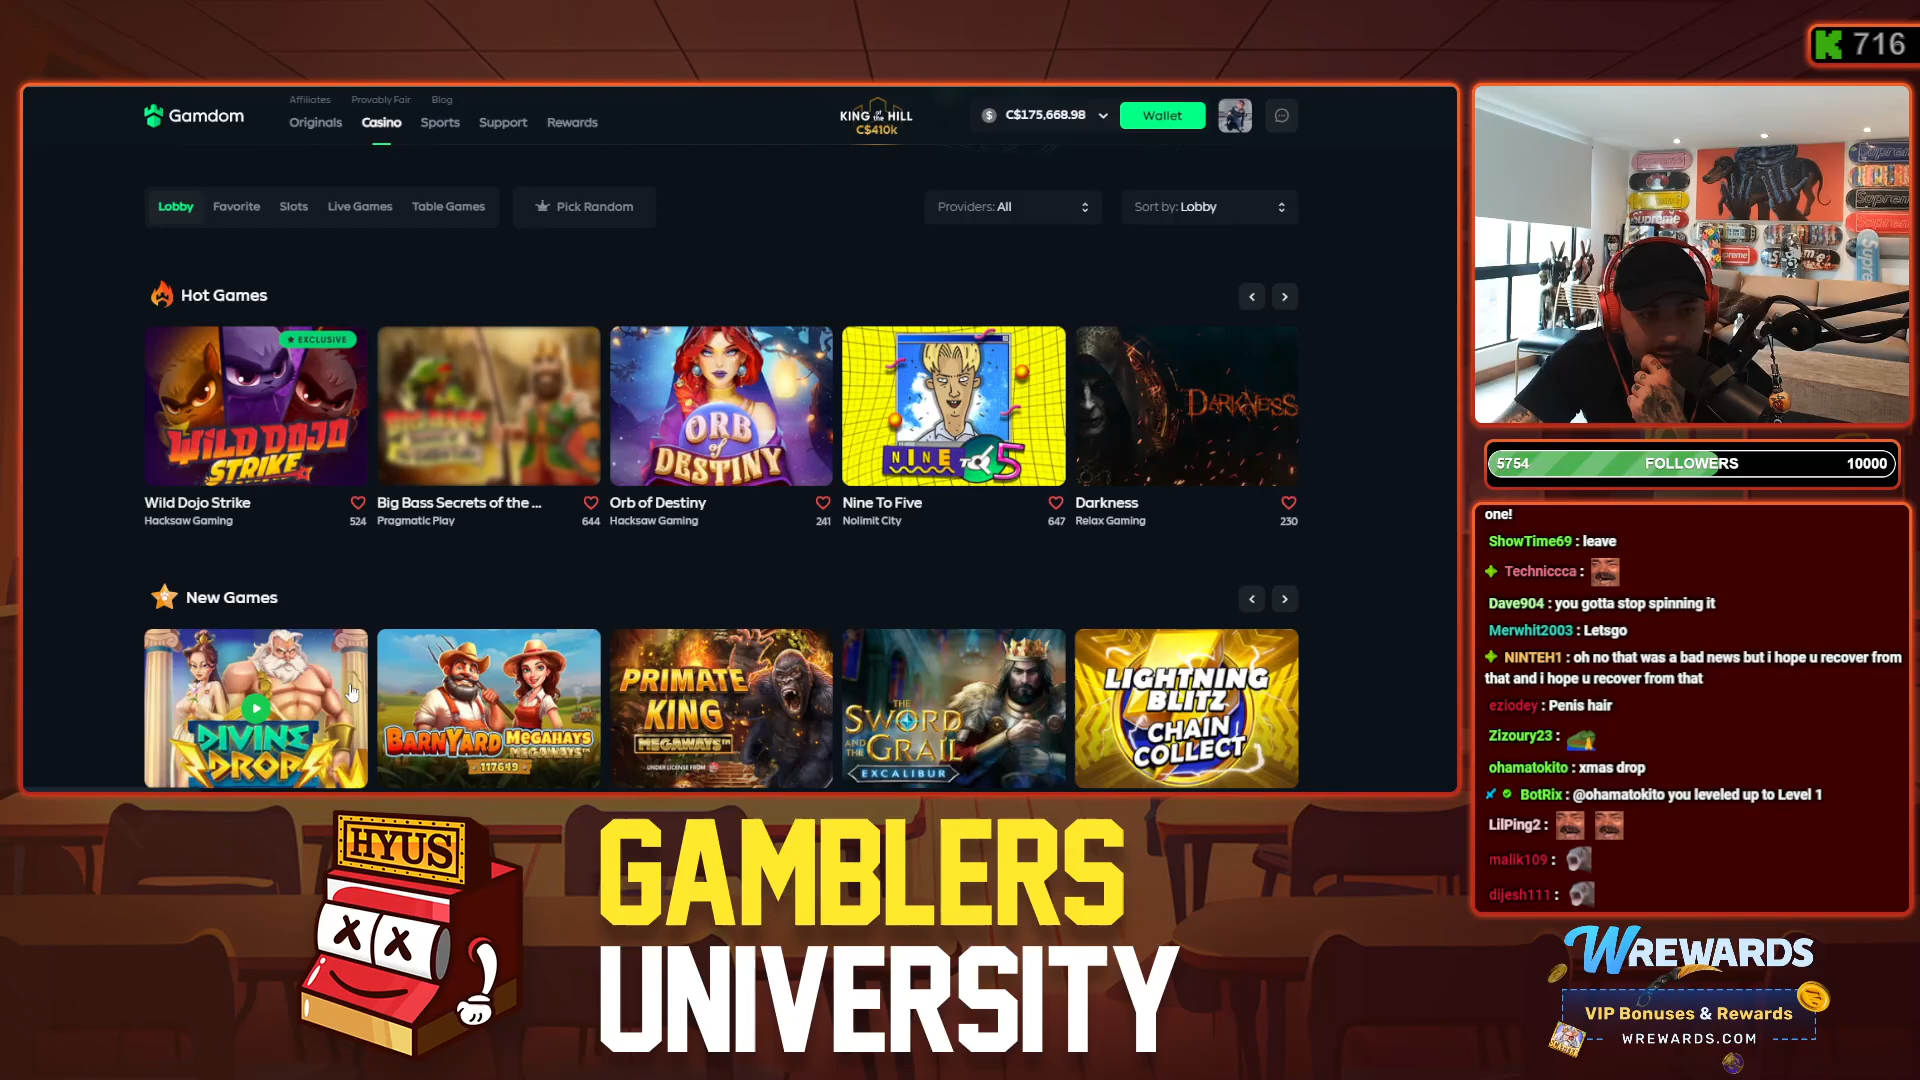 716
Gamdom
Affiliates Provably Fair Blog
Originals Casino Sports Support Rewards
KING of the HILL
C$410k
$ C$175,668.98
Wallet
Lobby Favorite Slots Live Games Table Games
Pick Random
Providers: All
Sort by: Lobby
Hot Games
EXCLUSIVE
WILD DOJO
STRIKE
ORB
of
DESTINY
NINE TO 5
DARKNESS
Wild Dojo Strike
Hacksaw Gaming
524
Big Bass Secrets of the ...
Pragmatic Play
644
Orb of Destiny
Hacksaw Gaming
241
Nine To Five
Nolimit City
647
Darkness
Relax Gaming
230
New Games
DIVINE
DROP
BARNYARD MEGAHAYS
MEGAWAYS™
117649
PRIMATE
KING
MEGAWAYS™
UNDER LICENSE FROM
THE
SWORD
AND THE GRAIL
EXCALIBUR
LIGHTNING
BLITZ
CHAIN
COLLECT
Supreme
5754 FOLLOWERS 10000
one!
ShowTime69 : leave
Techniccca :
Dave904 : you gotta stop spinning it
Merwhit2003 : Letsgo
NINTEH1 : oh no that was a bad news but i hope u recover from
that and i hope u recover from that
eziodey : Penis hair
Zizoury23 :
ohamatokito : xmas drop
BotRix : @ohamatokito you leveled up to Level 1
LilPing2 :
malik109 :
dijesh111 :
HYUS
X X
GAMBLERS
UNIVERSITY
WREWARDS
VIP Bonuses & Rewards
WREWARDS.COM